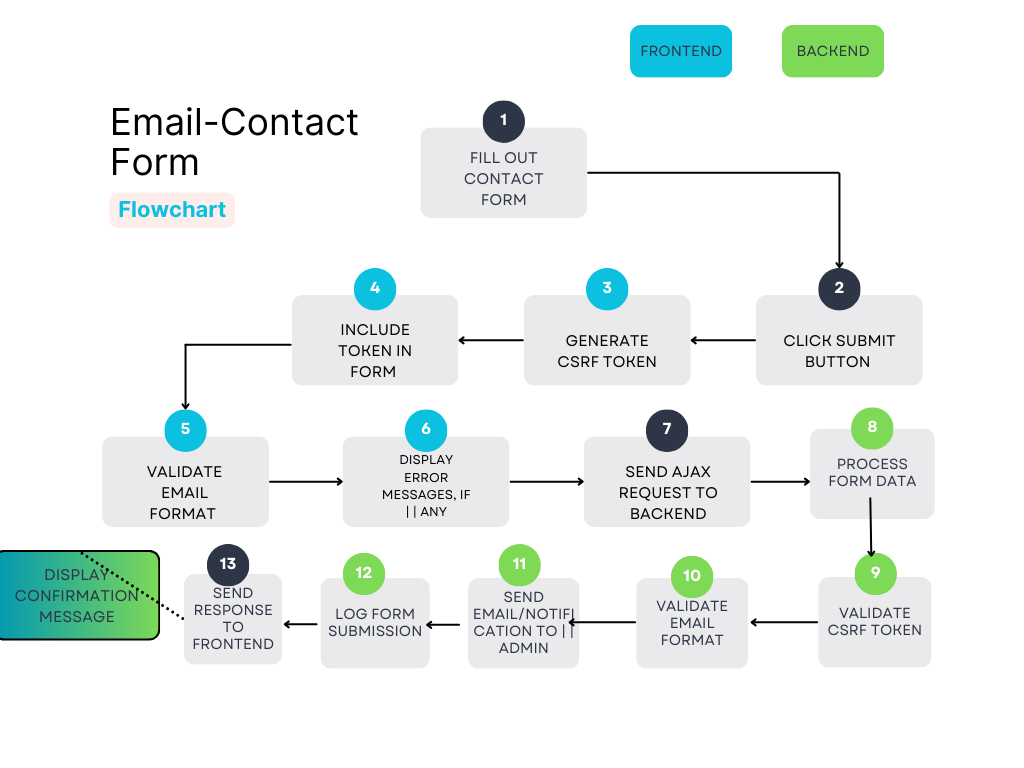 FRONTEND
BACKEND
Email-Contact
Form
Flowchart
1
FILL OUT
CONTACT
FORM
2
CLICK SUBMIT
BUTTON
3
GENERATE
CSRF TOKEN
4
INCLUDE
TOKEN IN
FORM
5
VALIDATE
EMAIL
FORMAT
6
DISPLAY
ERROR
MESSAGES, IF
|| ANY
7
SEND AJAX
REQUEST TO
BACKEND
8
PROCESS
FORM DATA
9
VALIDATE
CSRF TOKEN
10
VALIDATE
EMAIL
FORMAT
11
SEND
EMAIL/NOTIFI
CATION TO ||
ADMIN
12
LOG FORM
SUBMISSION
13
SEND
RESPONSE
TO
FRONTEND
DISPLAY
CONFIRMATION
MESSAGE